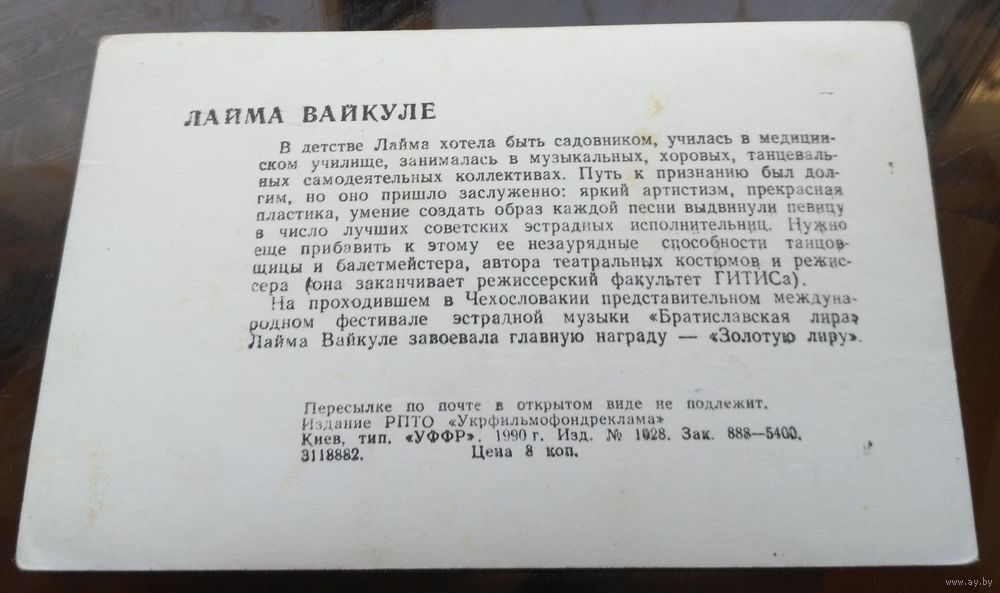 ЛАЙМА ВАЙКУЛЕ
В детстве Лайма хотела быть садовником, училась в медицин-
ском училище, занималась в музыкальных, хоровых, танцеваль-
ных самодеятельных коллективах. Путь к признанию был дол-
гим, но оно пришло заслуженно: яркий артистизм, прекрасная
пластика, умение создать образ каждой песни выдвинули певицу
в число лучших советских эстрадных исполнительниц. Нужно
еще прибавить к этому ее незаурядные способности танцов-
щицы и балетмейстера, автора театральных костюмов и режис-
сера (она заканчивает режиссерский факультет ГИТИСа).
На проходившем в Чехословакии представительном междуна-
родном фестивале эстрадной музыки «Братиславская лира»
Лайма Вайкуле завоевала главную награду — «Золотую лиру».
Пересылке по почте в открытом виде не подлежит.
Издание РПТО «Укрфильмофондреклама»
Киев, тип. «УФФР». 1990 г. Изд. № 1028. Зак. 888—5400.
3118882. Цена 8 коп.
www.ay.by